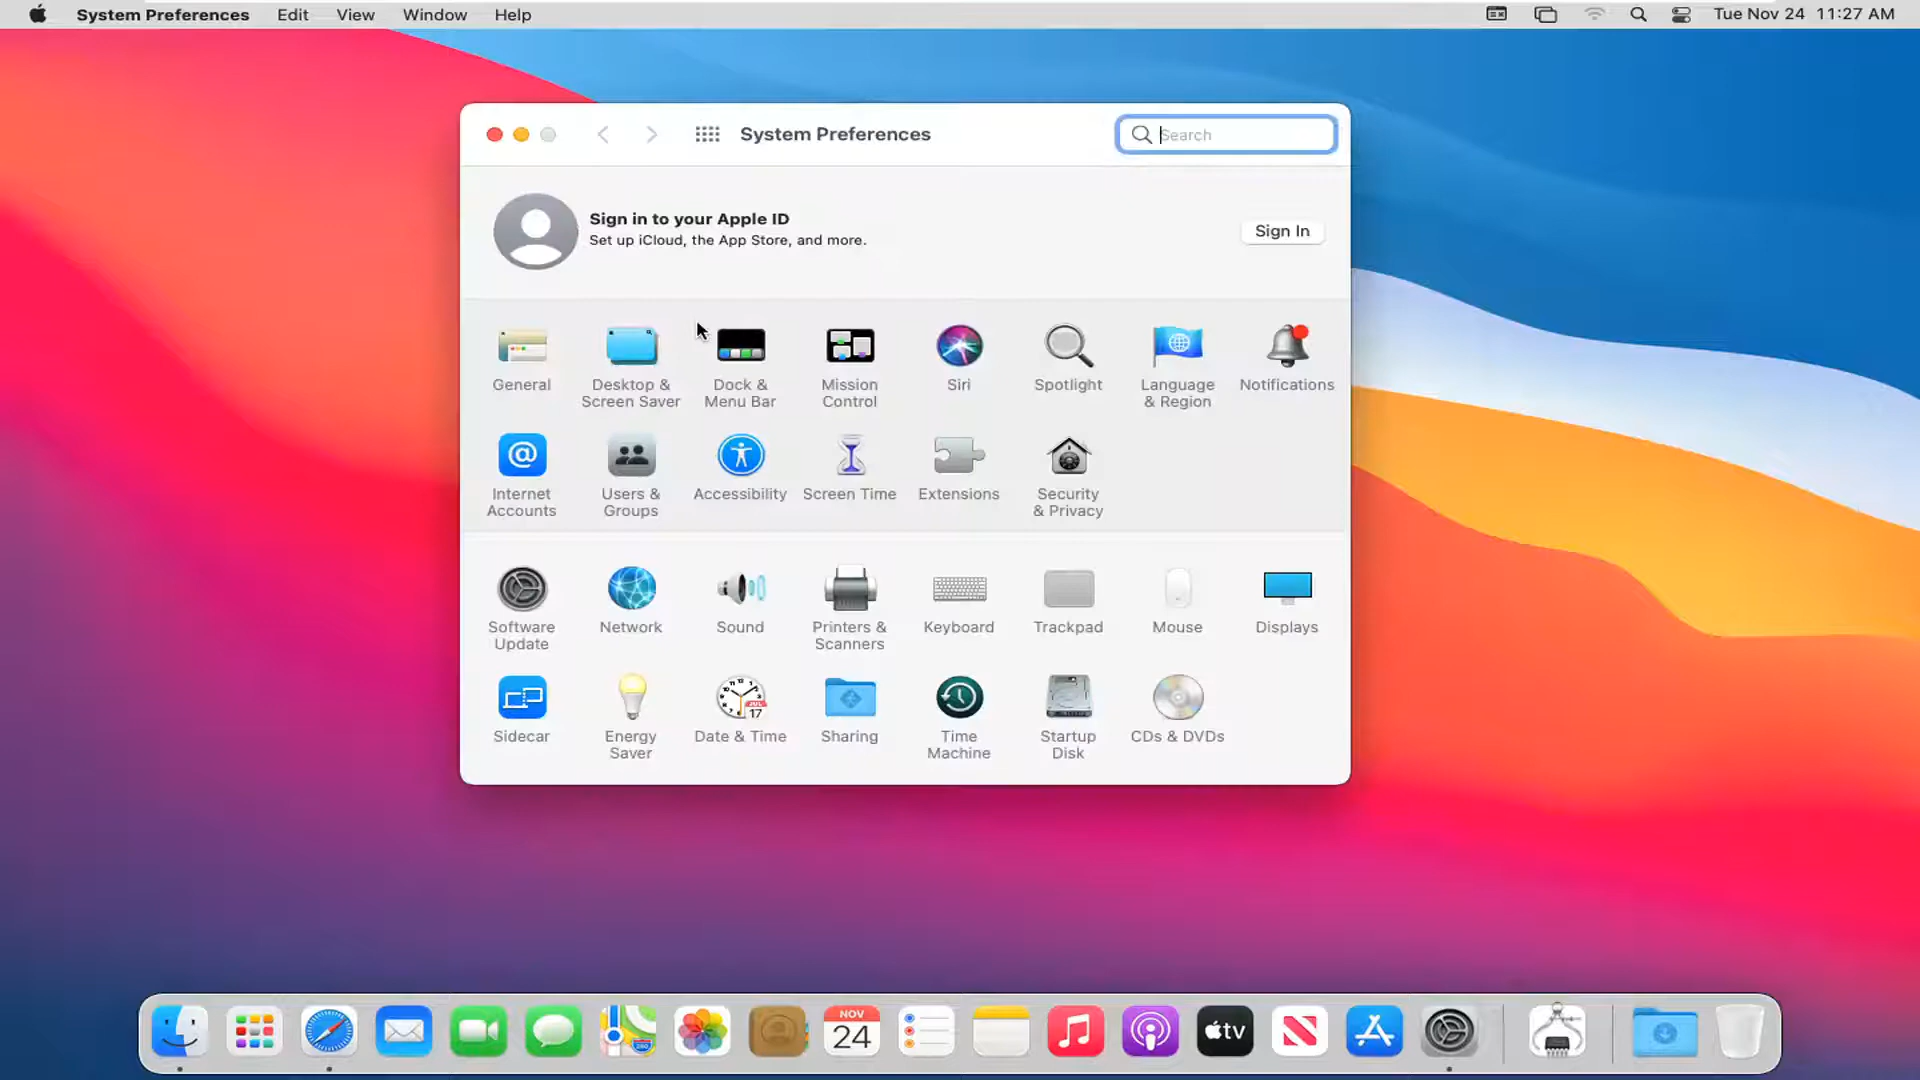 System Preferences Edit View Window Help Tue Nov 24 11:27 AM
System Preferences
Search
Sign in to your Apple ID
Set up iCloud, the App Store, and more.
Sign In
General
Desktop &
Screen Saver
Dock &
Menu Bar
Mission
Control
Siri
Spotlight
Language
& Region
Notifications
Internet
Accounts
Users &
Groups
Accessibility
Screen Time
Extensions
Security
& Privacy
Software
Update
Network
Sound
Printers &
Scanners
Keyboard
Trackpad
Mouse
Displays
Sidecar
Energy
Saver
Date & Time
Sharing
Time
Machine
Startup
Disk
CDs & DVDs
NOV
24
tv